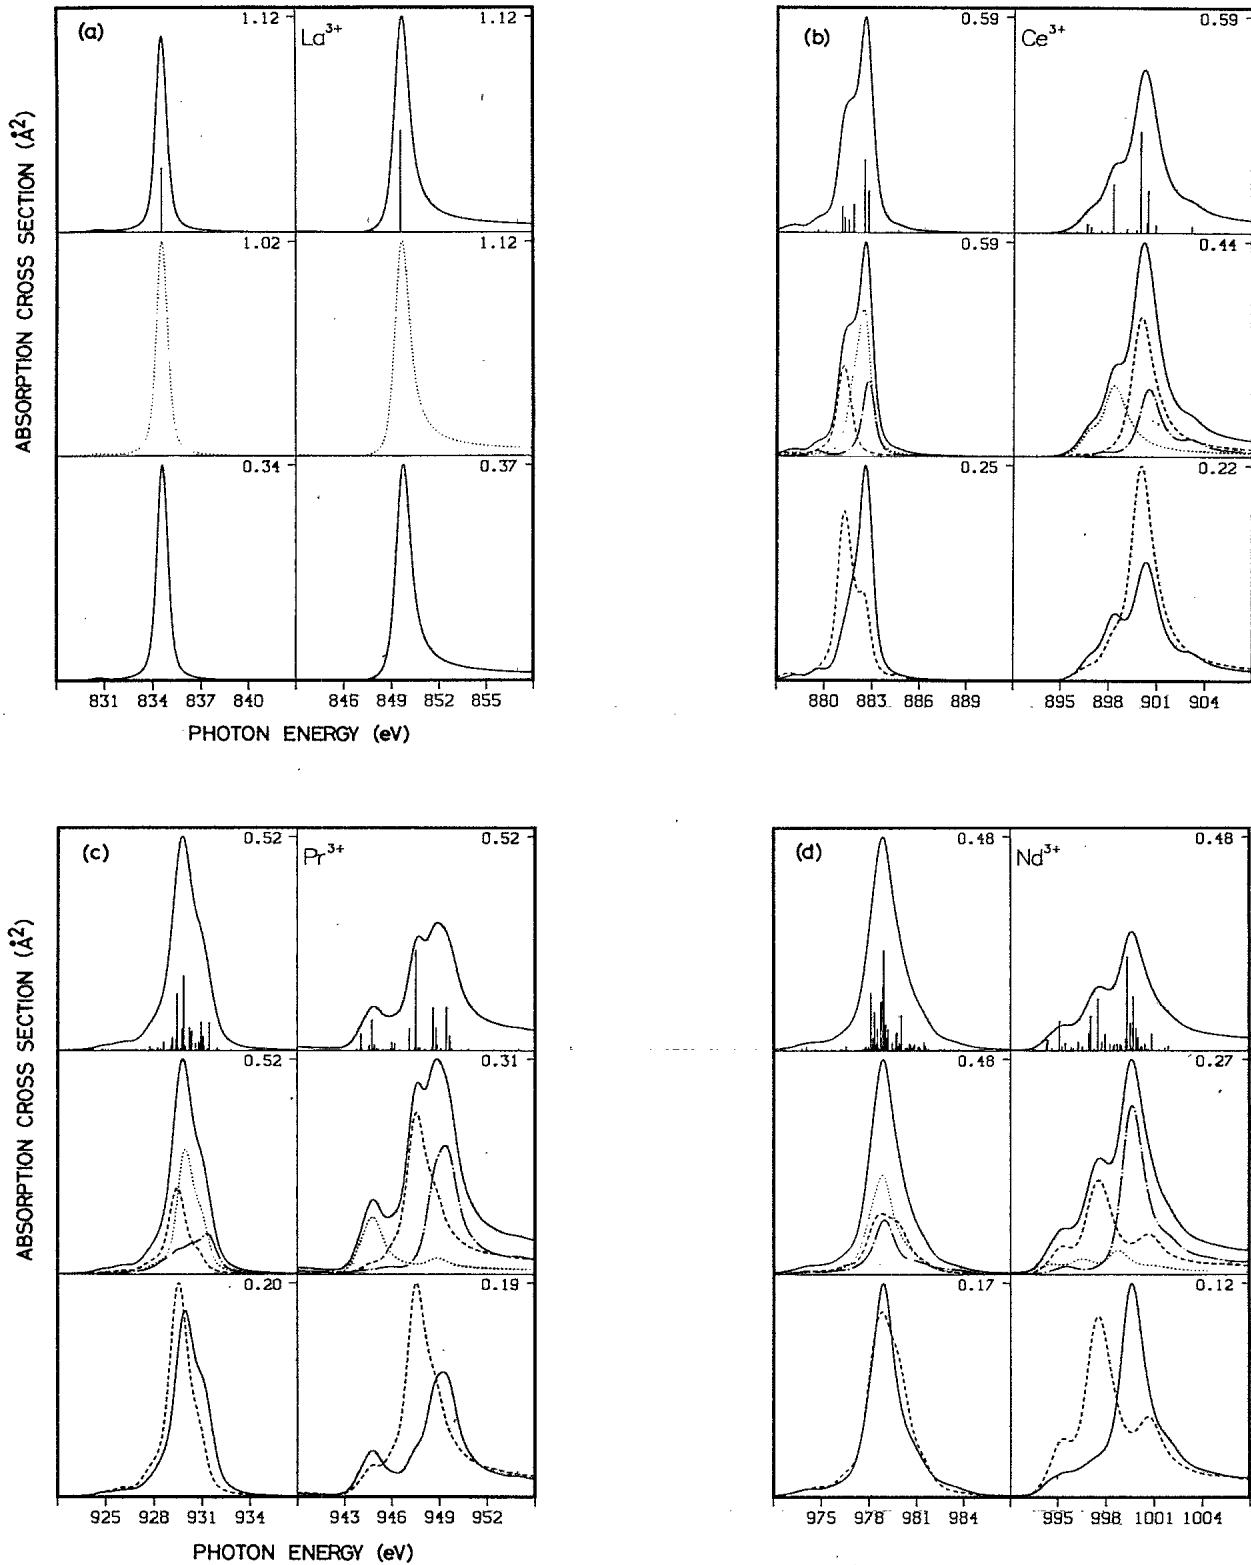 (a) La³⁺ 1.12 1.12
1.02 1.12
0.34 0.37
831 834 837 840 846 849 852 855
PHOTON ENERGY (eV)
ABSORPTION CROSS SECTION (Å²)
(b) Ce³⁺ 0.59 0.59
0.59 0.44
0.25 0.22
880 883 886 889 895 898 901 904
(c) Pr³⁺ 0.52 0.52
0.52 0.31
0.20 0.19
925 928 931 934 943 946 949 952
PHOTON ENERGY (eV)
ABSORPTION CROSS SECTION (Å²)
(d) Nd³⁺ 0.48 0.48
0.48 0.27
0.17 0.12
975 978 981 984 995 998 1001 1004